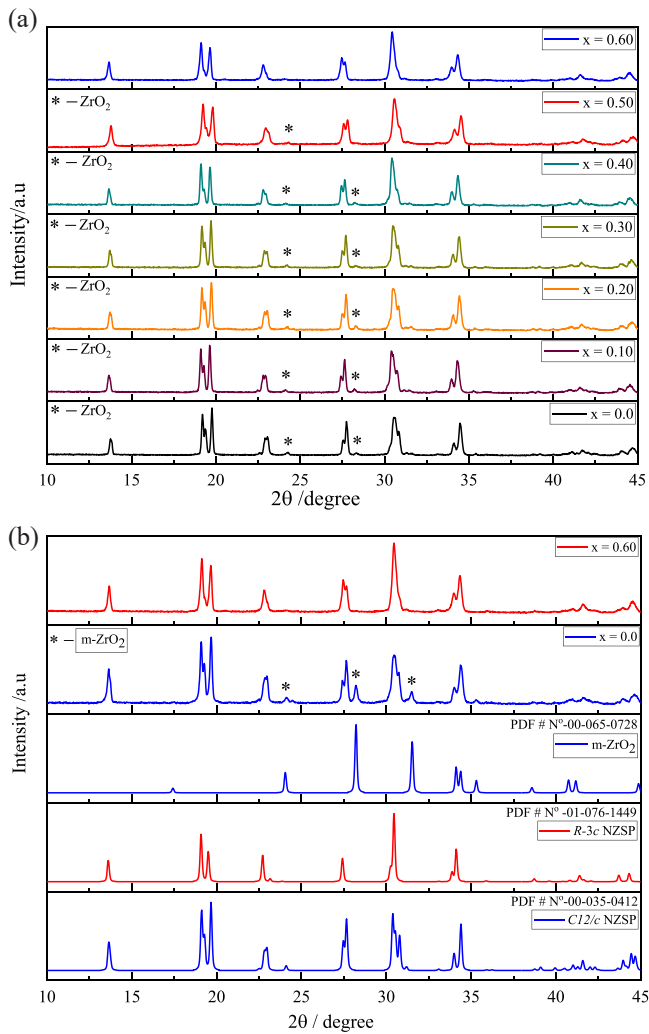 (a)
x = 0.60
* – ZrO2
*
x = 0.50
* – ZrO2
* *
x = 0.40
* – ZrO2
* *
x = 0.30
* – ZrO2
* *
x = 0.20
* – ZrO2
* *
x = 0.10
* – ZrO2
* *
x = 0.0
Intensity/a.u
10 15 20 25 30 35 40 45
2θ /degree
(b)
x = 0.60
* – m-ZrO2
* * *
x = 0.0
PDF # Nº-00-065-0728
m-ZrO2
PDF # Nº -01-076-1449
R-3c NZSP
PDF # Nº-00-035-0412
C12/c NZSP
Intensity /a.u
10 15 20 25 30 35 40 45
2θ / degree